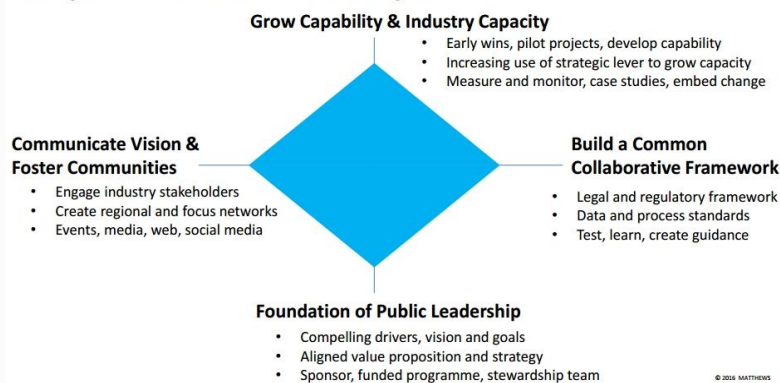 Grow Capability & Industry Capacity
• Early wins, pilot projects, develop capability
• Increasing use of strategic lever to grow capacity
• Measure and monitor, case studies, embed change
Communicate Vision &
Foster Communities
• Engage industry stakeholders
• Create regional and focus networks
• Events, media, web, social media
Build a Common
Collaborative Framework
• Legal and regulatory framework
• Data and process standards
• Test, learn, create guidance
Foundation of Public Leadership
• Compelling drivers, vision and goals
• Aligned value proposition and strategy
• Sponsor, funded programme, stewardship team
© 2016 MATTHEWS